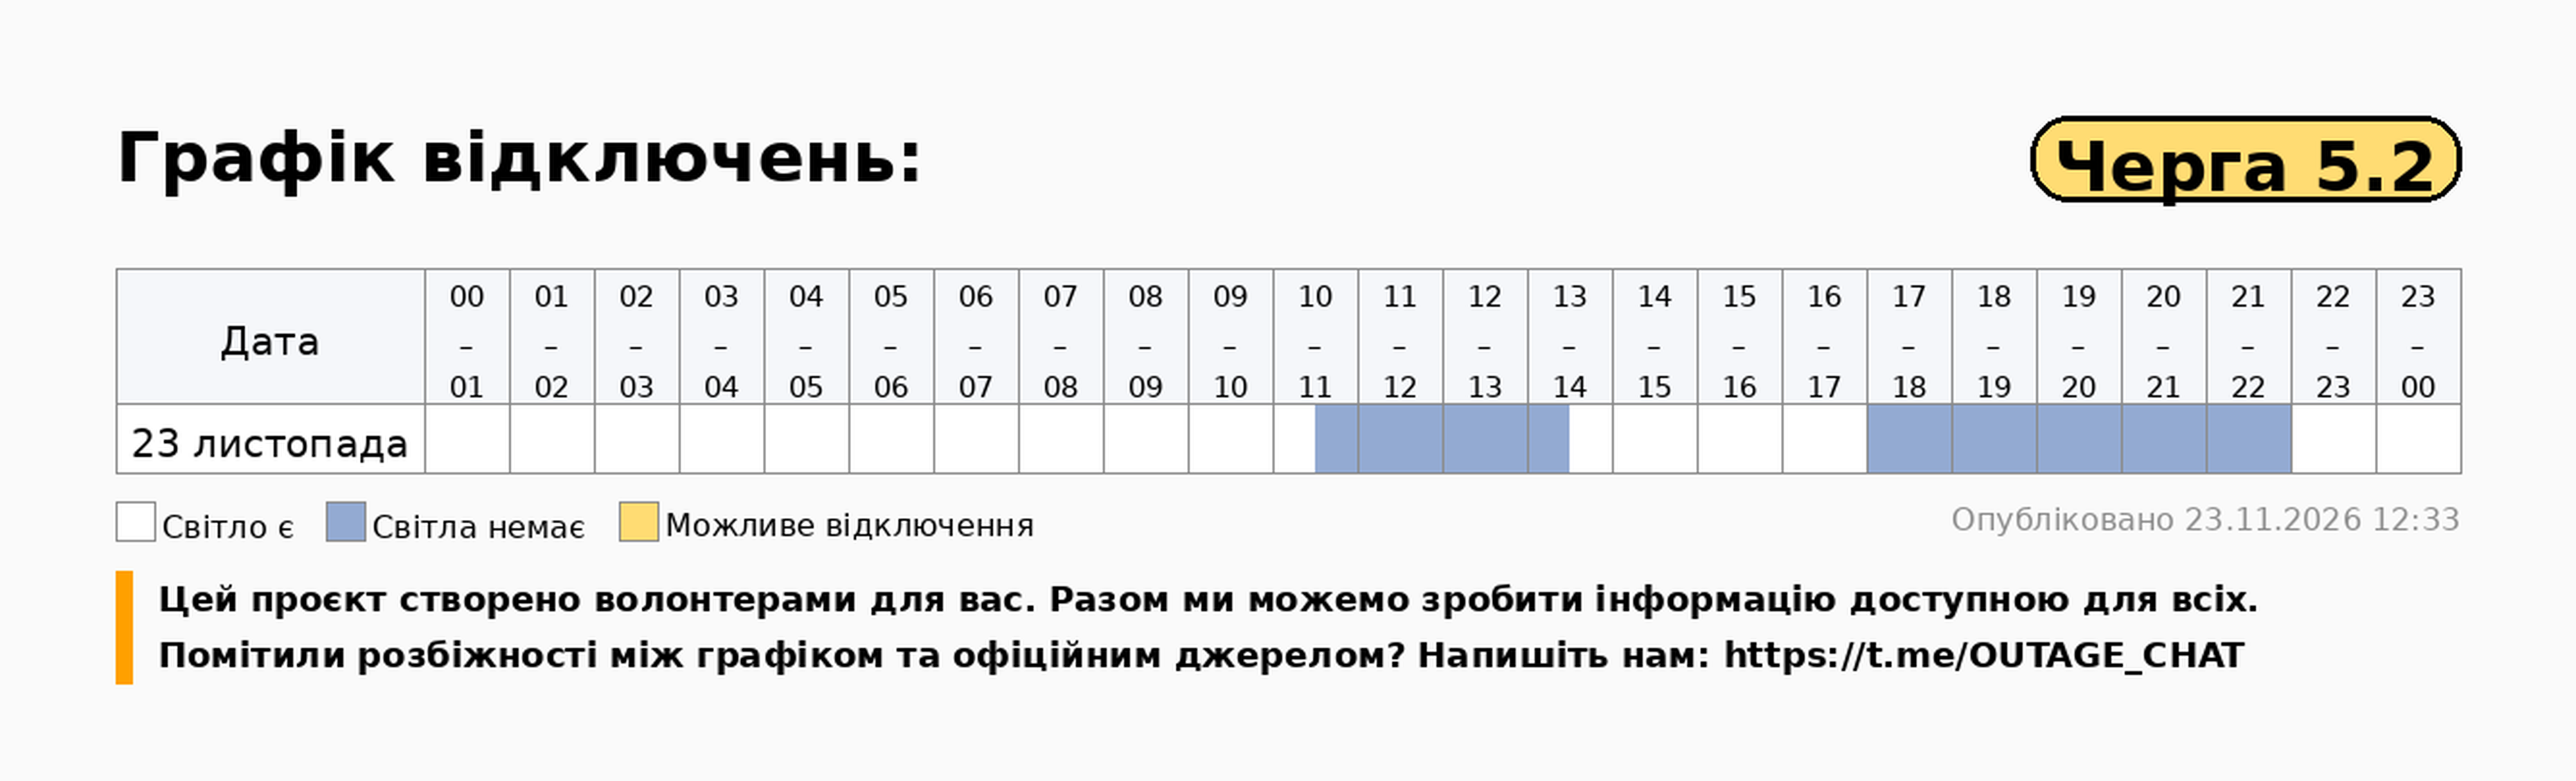 Графік відключень:
Черга 5.2
Дата
00 – 01
01 – 02
02 – 03
03 – 04
04 – 05
05 – 06
06 – 07
07 – 08
08 – 09
09 – 10
10 – 11
11 – 12
12 – 13
13 – 14
14 – 15
15 – 16
16 – 17
17 – 18
18 – 19
19 – 20
20 – 21
21 – 22
22 – 23
23 – 00
23 листопада
Світло є
Світла немає
Можливе відключення
Опубліковано 23.11.2026 12:33
Цей проєкт створено волонтерами для вас. Разом ми можемо зробити інформацію доступною для всіх.
Помітили розбіжності між графіком та офіційним джерелом? Напишіть нам: https://t.me/OUTAGE_CHAT